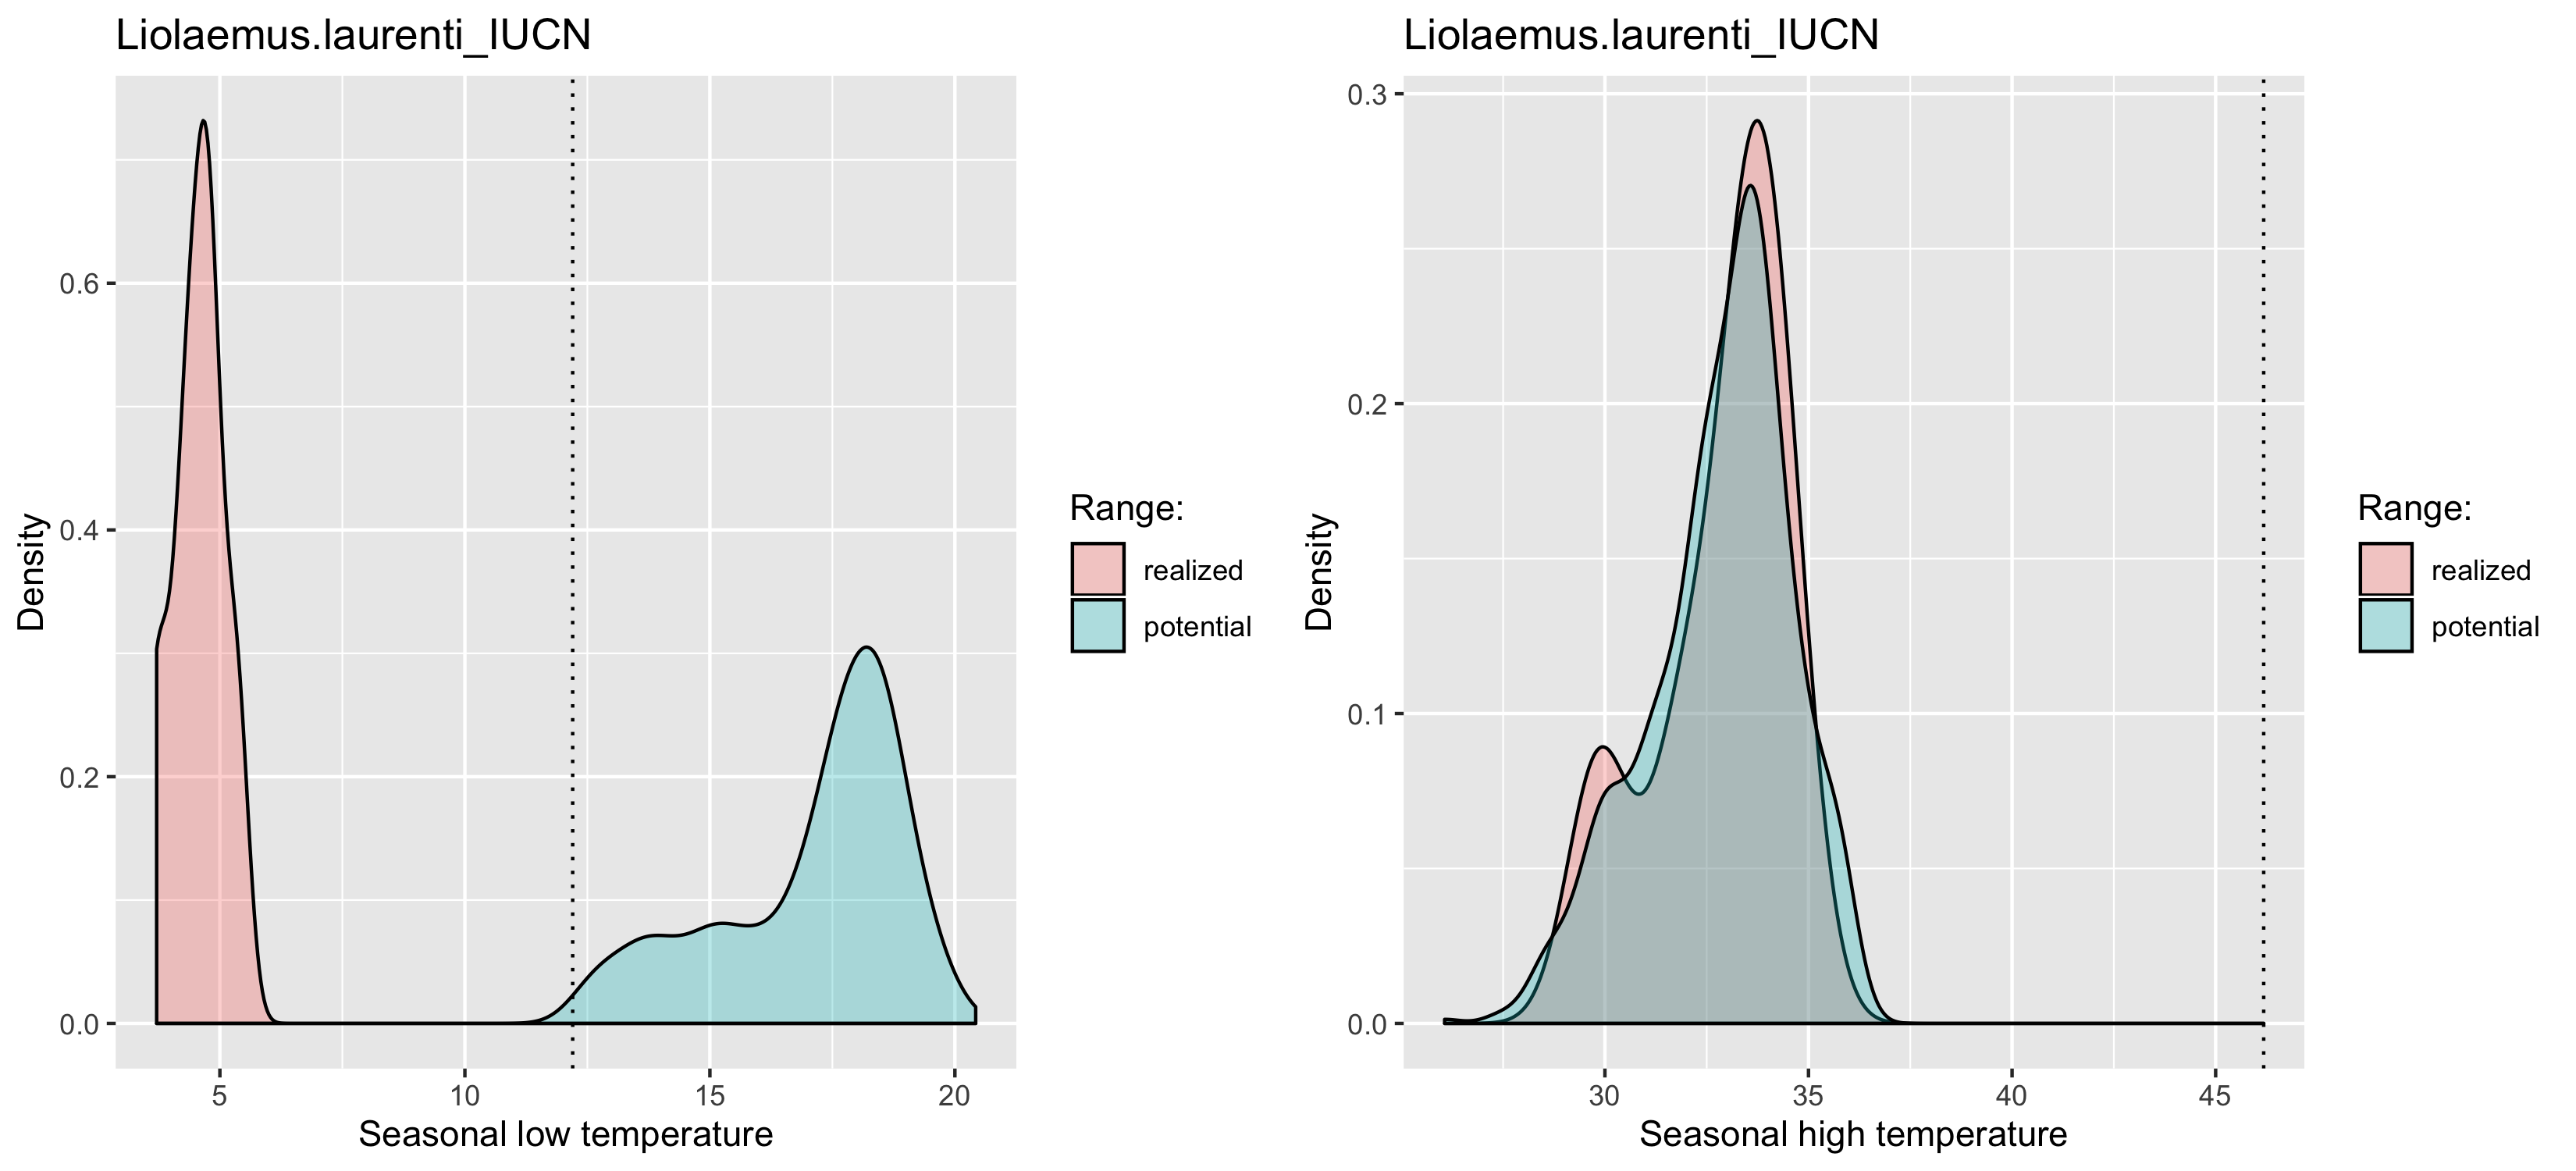 Liolaemus.laurenti_IUCN
Density
0.6
0.4
0.2
0.0
5 10 15 20
Seasonal low temperature
Range:
realized
potential
Liolaemus.laurenti_IUCN
Density
0.3
0.2
0.1
0.0
30 35 40 45
Seasonal high temperature
Range:
realized
potential